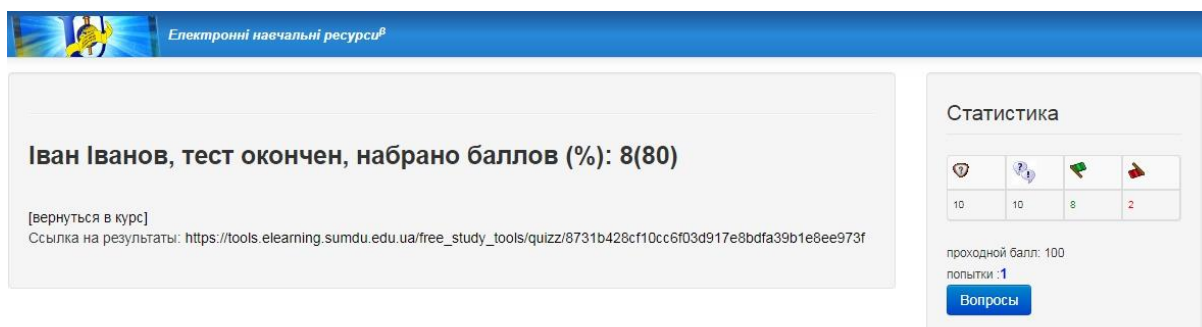 Електронні навчальні ресурсиᵝ
Іван Іванов, тест окончен, набрано баллов (%): 8(80)
[вернуться в курс]
Ссылка на результаты: https://tools.elearning.sumdu.edu.ua/free_study_tools/quizz/8731b428cf10cc6f03d917e8bdfa39b1e8ee973f
Статистика
10 10 8 2
проходной балл: 100
попытки :1
Вопросы